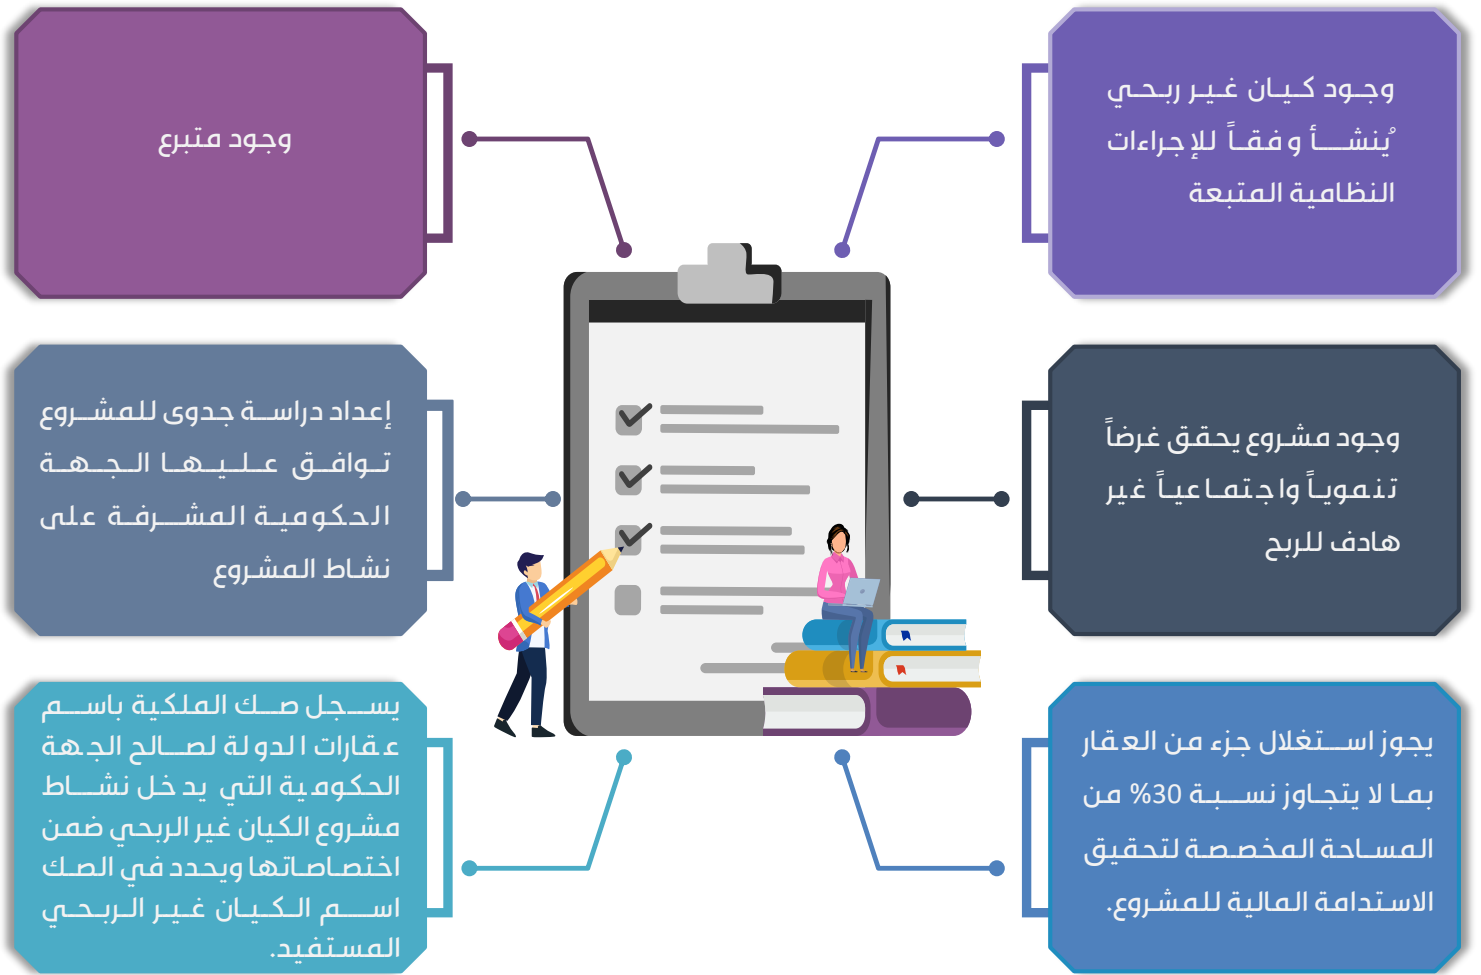 وجود كيان غير ربحي
يُنشأ وفقاً للإجراءات
النظامية المتبعة
وجود متبرع
وجود مشروع يحقق غرضاً
تنموياً واجتماعياً غير
هادف للربح
إعداد دراسة جدوى للمشروع
توافق عليها الجهة
الحكومية المشرفة على
نشاط المشروع
يجوز استغلال جزء من العقار
بما لا يتجاوز نسبة 30% من
المساحة المخصصة لتحقيق
الاستدامة المالية للمشروع.
يسجل صك الملكية باسم
عقارات الدولة لصالح الجهة
الحكومية التي يدخل نشاط
مشروع الكيان غير الربحي ضمن
اختصاصاتها ويحدد في الصك
اسم الكيان غير الربحي
المستفيد.